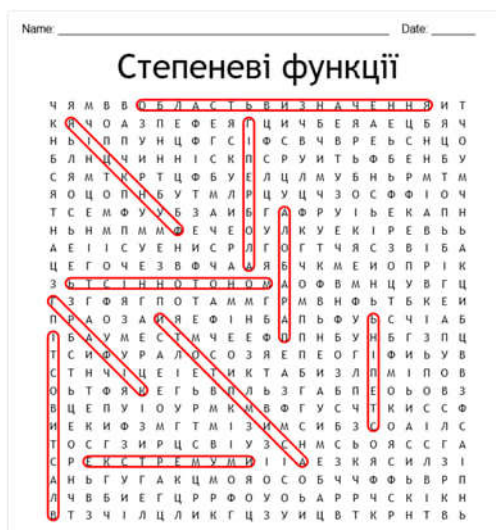 Name: Date:
Степеневі функції
Ч Я М В В О Б Л А С Т Ь В И З Н А Ч Е Н Н Я И Т
К Я Ч О А З П Е Ф Е Я Г Ц И Ч Б Е Я А Е Ц Б Я Ч
Н Ь І П П У Н Ц Ф Г С І Ф С В Ч В Р Е Ь С Н Ц О
Б Л Н Ц Ч И Н Н І С К П С Р У И Т Ь Ф Б Е Н Б У
С Я М Т К Р Т Ц Ф Б У Е Л Ц Л М У Б Н Ь Р М Т М
Я О Ц О П Н Б У Т М Л Р Ц У Ц Ч З О С Ф Ф І О Ч
Т С Е М Ф У У Б З А И Б Г А Ф Р У І Ь Е К А П Н
Н Ь Н М П М М Ф Е Ч Е О У Л К У Е К І Р Е В Ь Ь
А Е І І С У Е Н И С Р Л Г О Г Т Ч Я С З В І Б А
Ц Е Г О Ч Е З В Ф Ч А А Я Б Ч К М Е И О П Р І К
З Ь Т С І Н Н О Т О Н О М А О Ф В М Н Ц У В Г Ц
Г З Г Ф Я Г П О Т А М М Г Р М В Н Ф Ь Т Б К Е И
П Р А О З А И Я Е Ф І Н Б А П Ь Ф У Ь С Ч І А Б
І Б А У М Е С Т М Ч Е Е Ф П П Н Б У Н Б Г З П Ц
Т С И Ф У Р А Л О С О З Я Е П Е О Г І Ф И Ь У В
С Т Н Ч І Ц Е І Е Т И К Т А Б И З Л П М І П О В
О Ь Т Ф Я К Е Г Ь В П Л Ь З Г А Б П Е О Ь О В З
В Ц Е П У І О У Р М К М В Ф Г У С Ч Т К И С С Ф
И Е К И Ф З М Г Т М І З И М С И Б З С О А І Л С
Т О С Г З И Р Ц С В І У З С Н М С Ь О Я С С Г А
С Р Е К С Т Р Е М У М И І І А Е З К Я С И Л З І
А Н Ь Г У Г А К Ц М О Я О С О Б Ч Ч Ф Ф Ь В Р П
Л Ч В Б И Е Г Ц Р Р Ф О У О Ь А Р Р Ч С К І К Н
В Т З Ч І Л Ц Л И К Г Ц З У И Ц В Т К Р Н Т В Ь